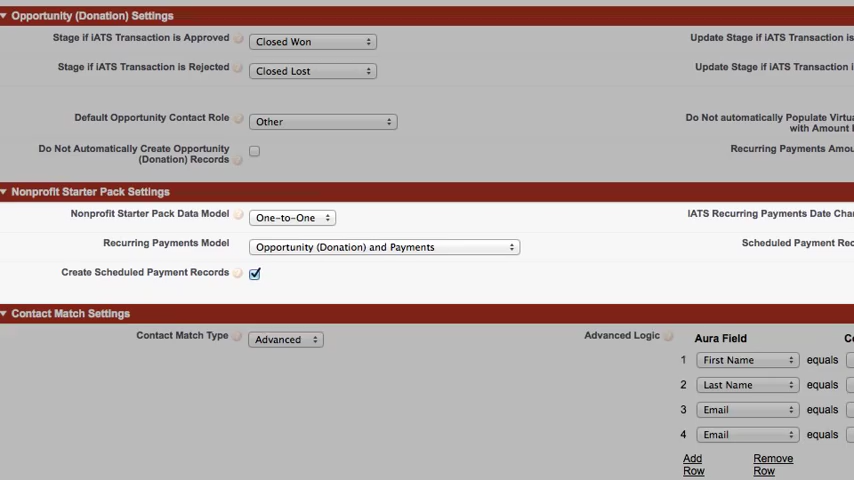 Opportunity (Donation) Settings
Stage if iATS Transaction is Approved Closed Won Update Stage if iATS Transaction is
Stage if iATS Transaction is Rejected Closed Lost Update Stage if iATS Transaction
Default Opportunity Contact Role Other Do Not automatically Populate Virtu
with Amount
Do Not Automatically Create Opportunity Recurring Payments Amou
(Donation) Records
Nonprofit Starter Pack Settings
Nonprofit Starter Pack Data Model One-to-One IATS Recurring Payments Date Char
Recurring Payments Model Opportunity (Donation) and Payments Scheduled Payment Rec
Create Scheduled Payment Records
Contact Match Settings
Contact Match Type Advanced Advanced Logic Aura Field
1 First Name equals
2 Last Name equals
3 Email equals
4 Email equals
Add Remove
Row Row